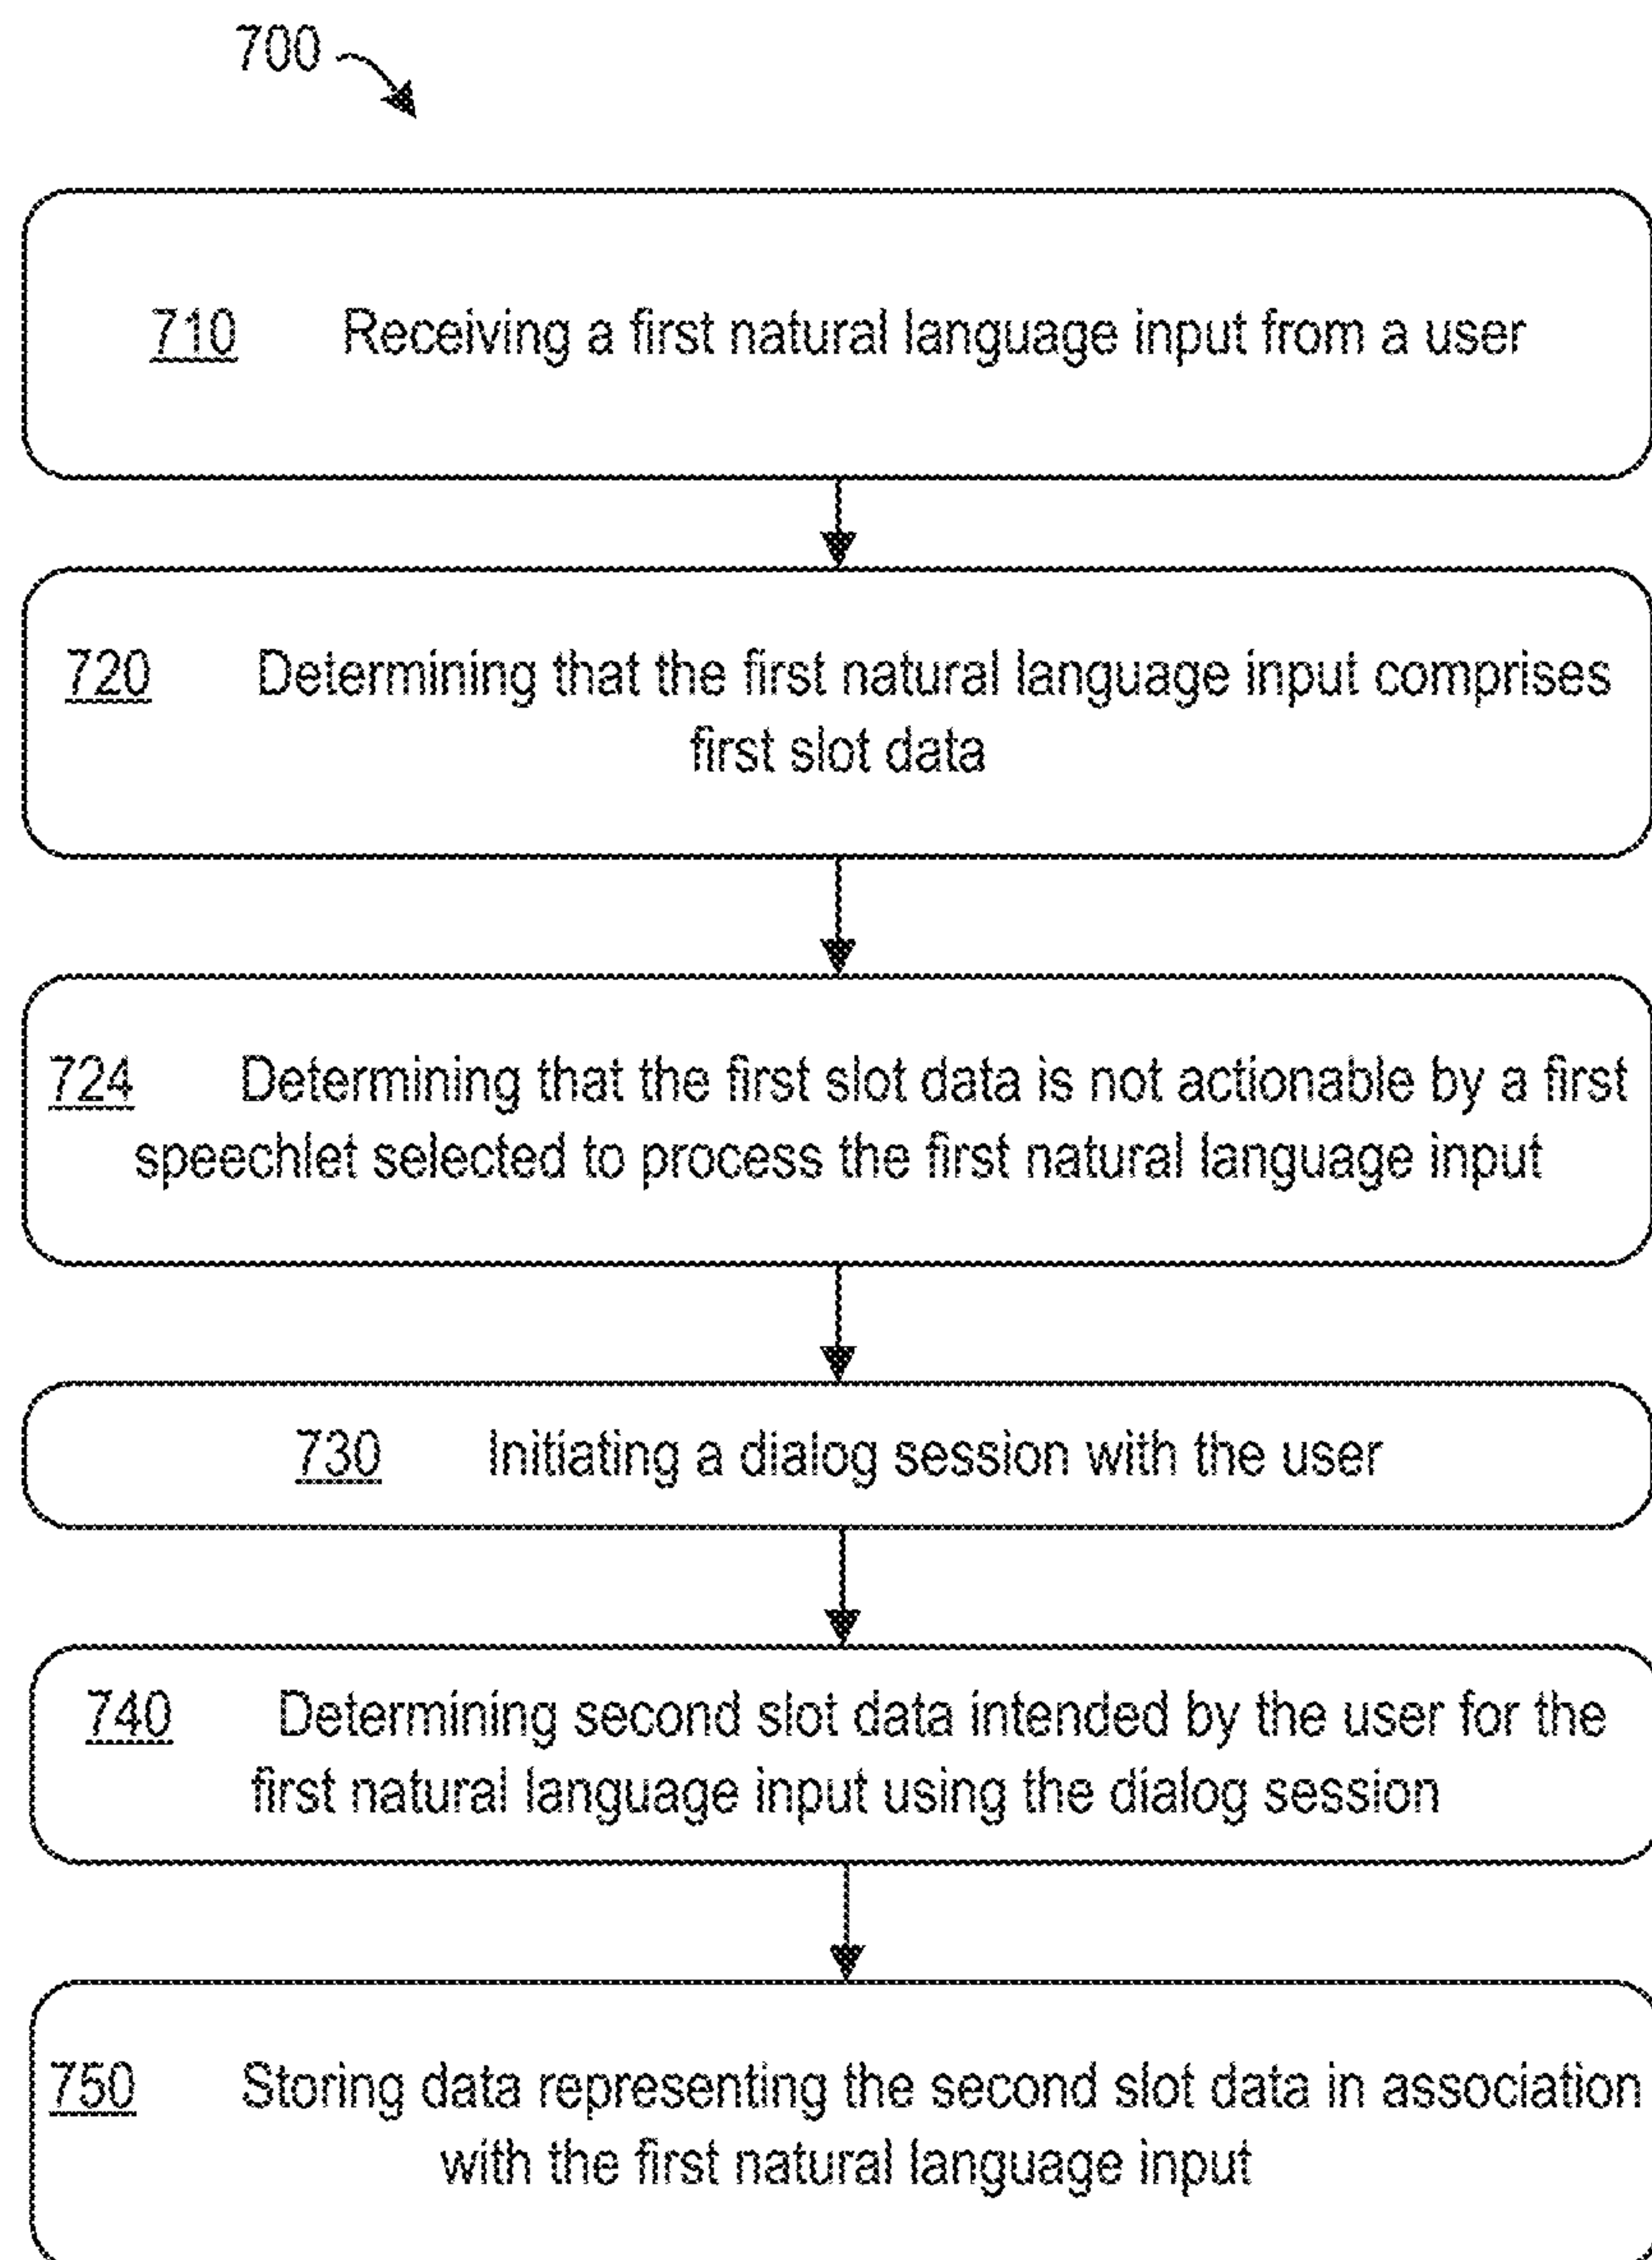 700
710 Receiving a first natural language input from a user
720 Determining that the first natural language input comprises
first slot data
724 Determining that the first slot data is not actionable by a first
speechlet selected to process the first natural language input
730 Initiating a dialog session with the user
740 Determining second slot data intended by the user for the
first natural language input using the dialog session
750 Storing data representing the second slot data in association
with the first natural language input